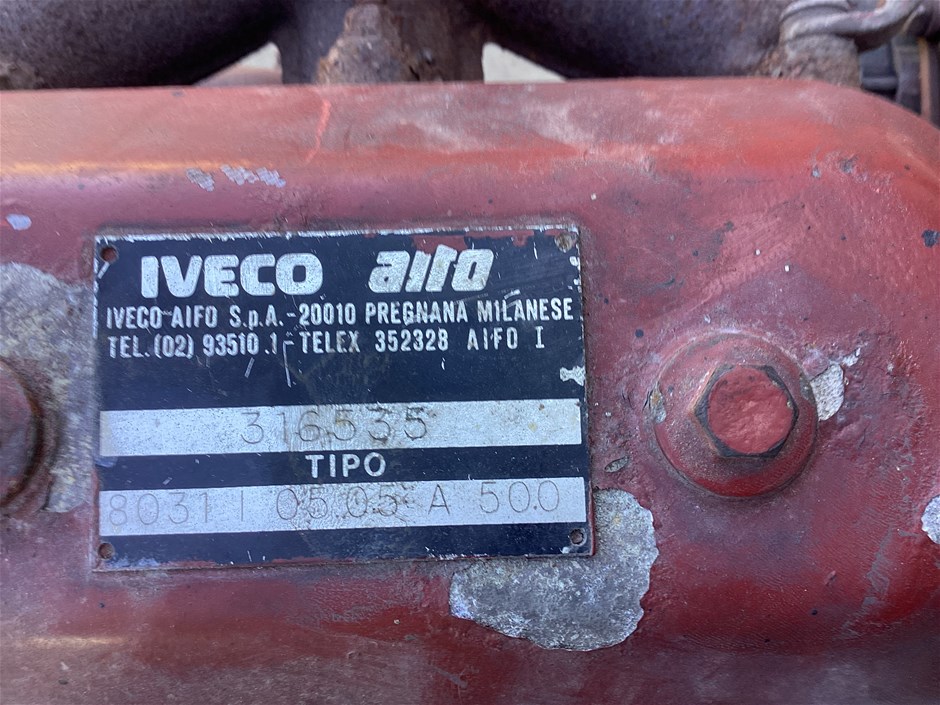 IVECO aifo
IVECO AIFO S.p.A.-20010 PREGNANA MILANESE
TEL.(02) 93510.1-TELEX 352328 AIFO I
316535
TIPO
8031 I 05.05 A 500